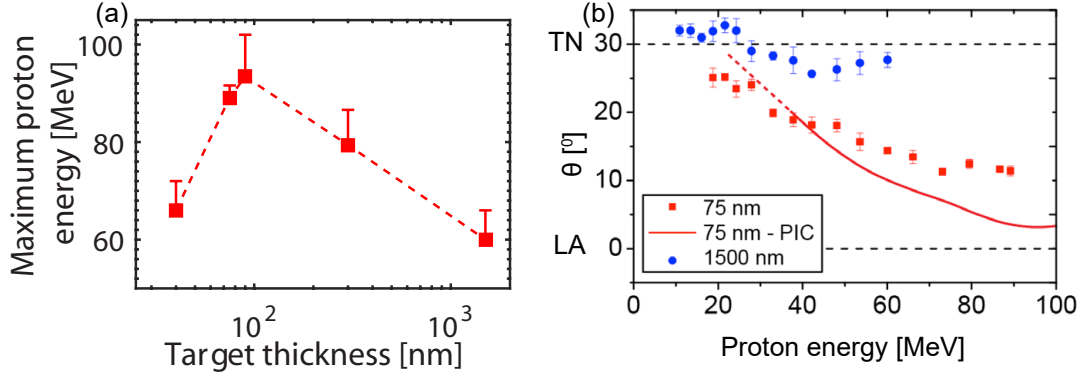 (a)
Maximum proton
energy [MeV]
100
80
60
10²
10³
Target thickness [nm]
(b)
TN
LA
θ [⁰]
30
20
10
0
75 nm
75 nm - PIC
1500 nm
0
20
40
60
80
100
Proton energy [MeV]